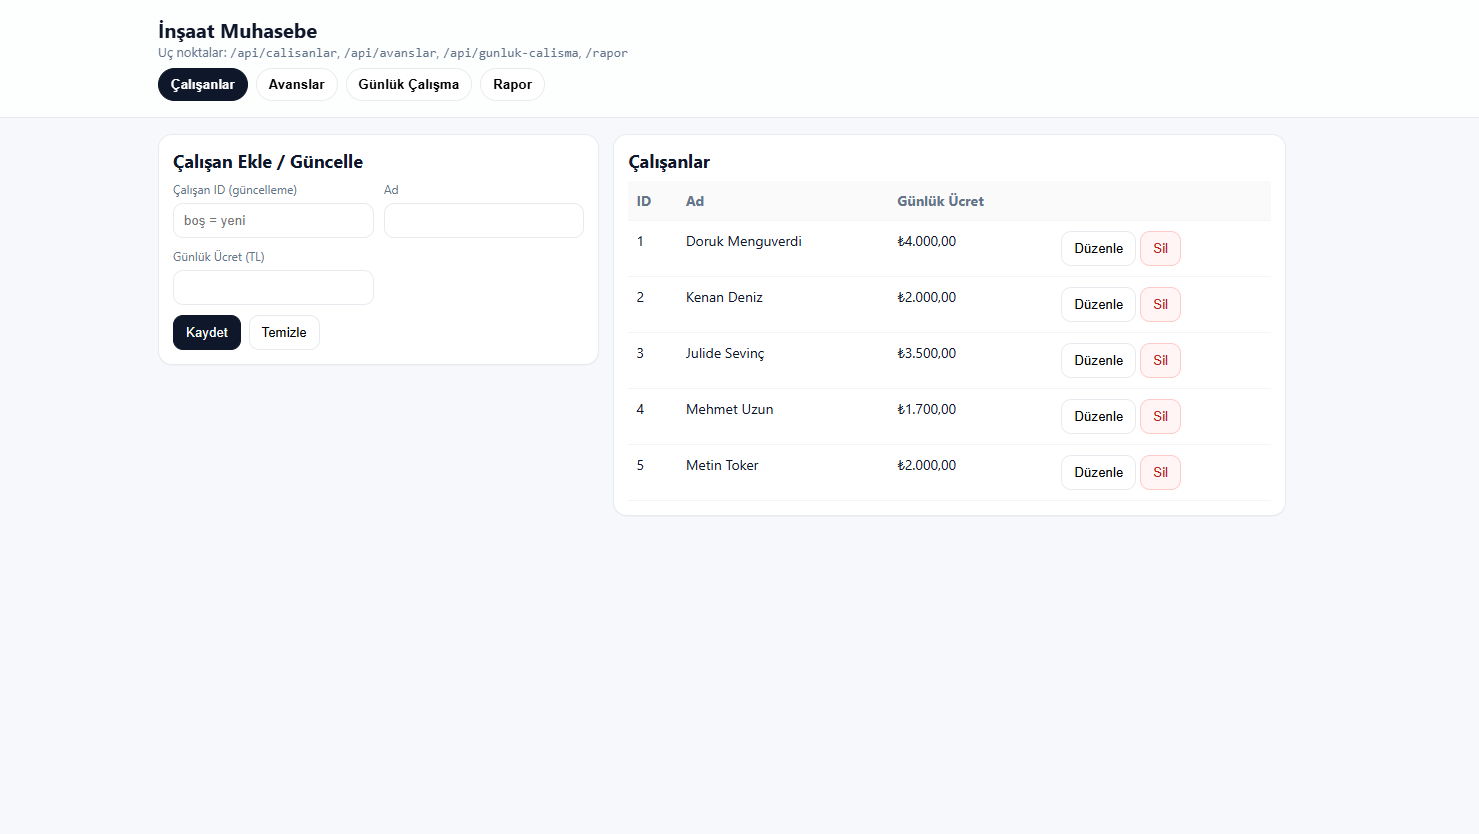 İnşaat Muhasebe
Uç noktalar: /api/calisanlar, /api/avanslar, /api/gunluk-calisma, /rapor
Çalışanlar Avanslar Günlük Çalışma Rapor
Çalışan Ekle / Güncelle
Çalışan ID (güncelleme) Ad
boş = yeni
Günlük Ücret (TL)
Kaydet Temizle
Çalışanlar
ID Ad Günlük Ücret
1 Doruk Menguverdi ₺4.000,00 Düzenle Sil
2 Kenan Deniz ₺2.000,00 Düzenle Sil
3 Julide Sevinç ₺3.500,00 Düzenle Sil
4 Mehmet Uzun ₺1.700,00 Düzenle Sil
5 Metin Toker ₺2.000,00 Düzenle Sil